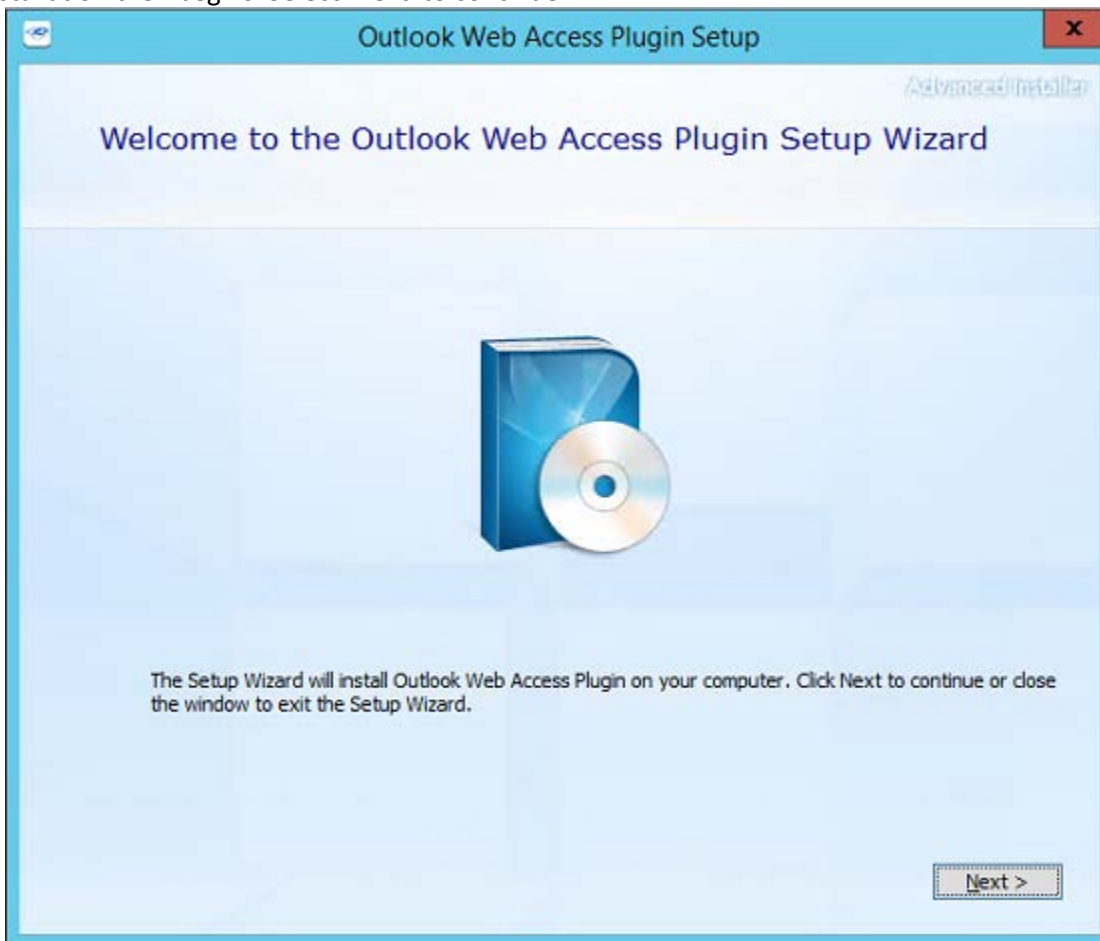 Outlook Web Access Plugin Setup
x
Advanced Installer
Welcome to the Outlook Web Access Plugin Setup Wizard
The Setup Wizard will install Outlook Web Access Plugin on your computer. Click Next to continue or close
the window to exit the Setup Wizard.
Next >